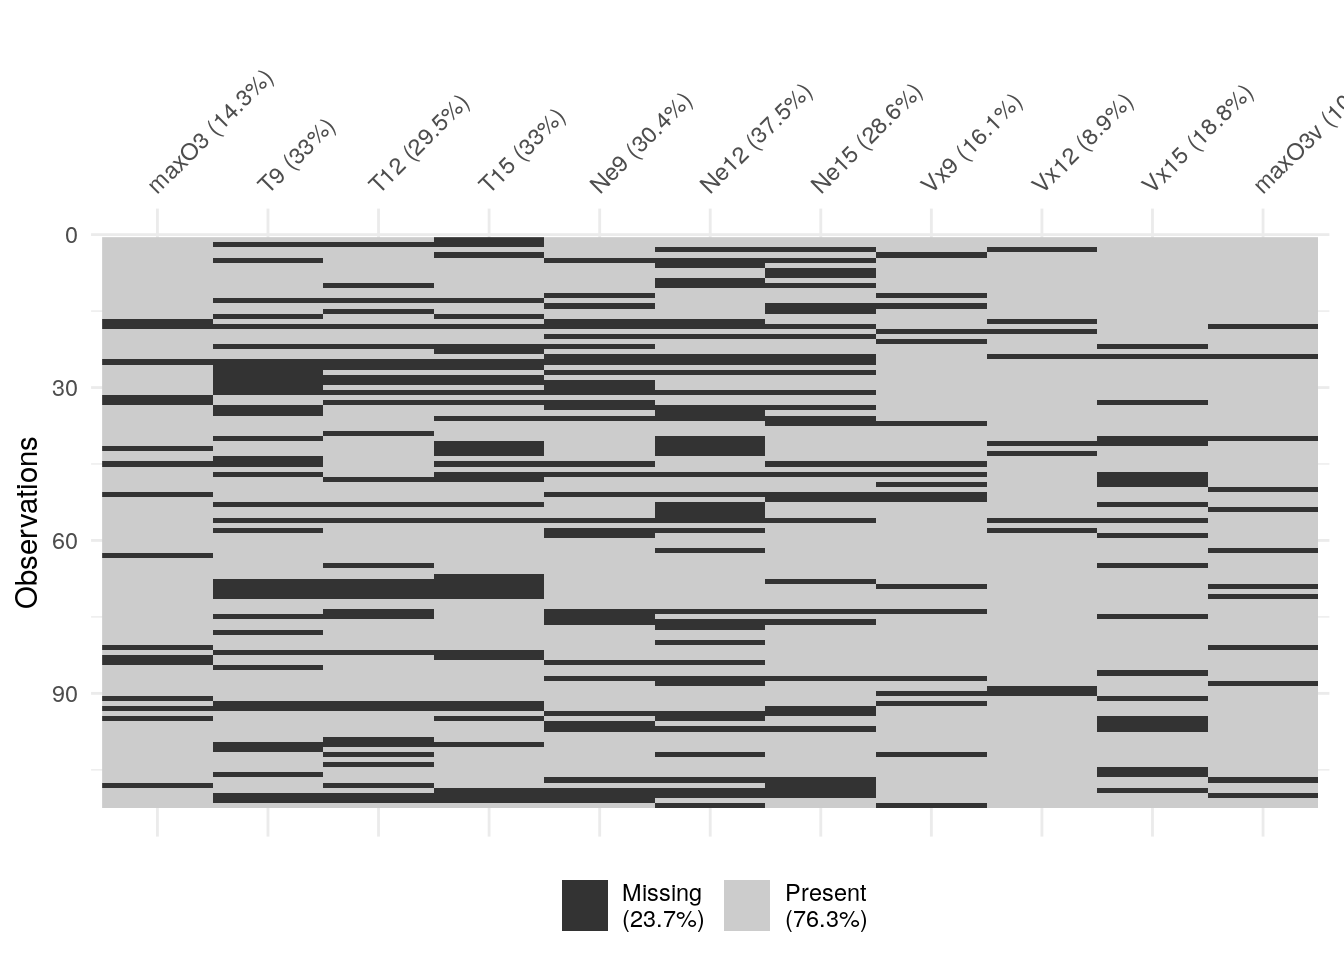 maxO3 (14.3%)
T9 (33%)
T12 (29.5%)
T15 (33%)
Ne9 (30.4%)
Ne12 (37.5%)
Ne15 (28.6%)
Vx9 (16.1%)
Vx12 (8.9%)
Vx15 (18.8%)
maxO3v (10
0
30
60
90
Observations
Missing
(23.7%)
Present
(76.3%)